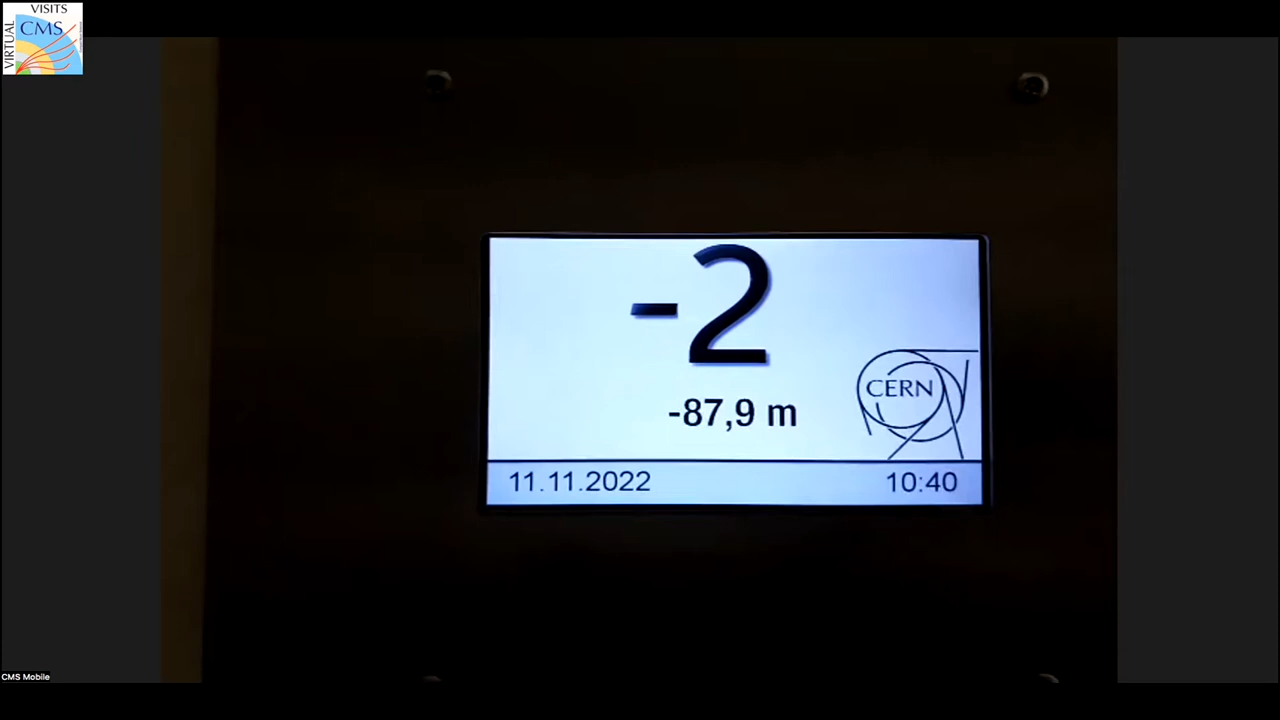 VISITS
CMS
VIRTUAL
-2
-87,9 m
CERN
11.11.2022
10:40
CMS Mobile